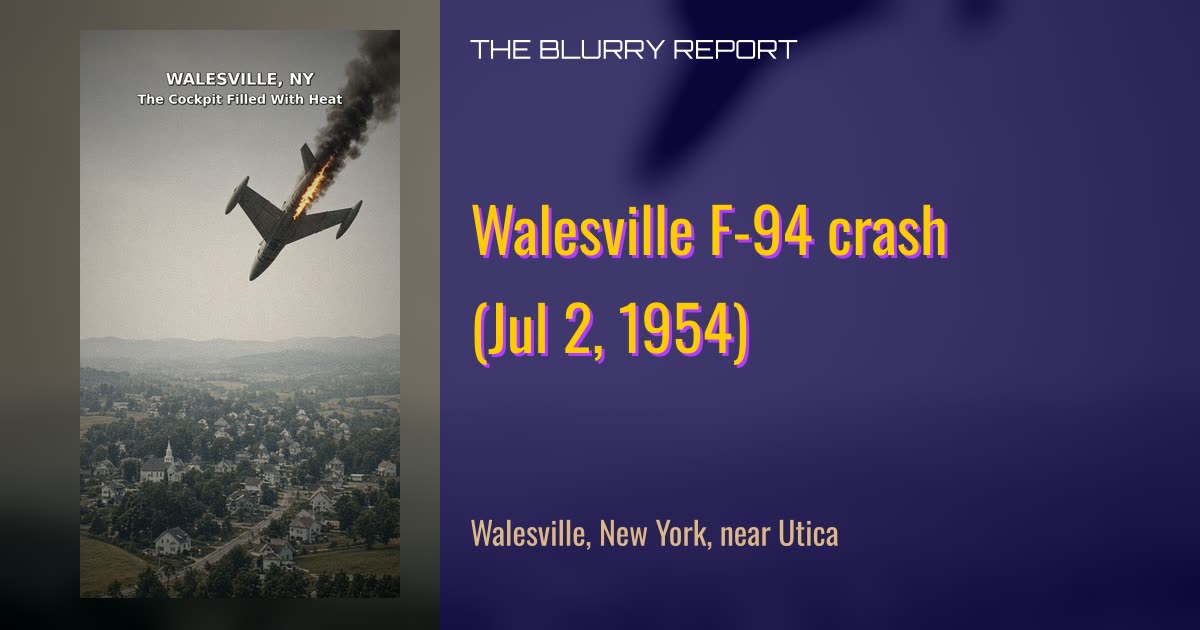 WALESVILLE, NY
The Cockpit Filled With Heat
THE BLURRY REPORT
Walesville F-94 crash
(Jul 2, 1954)
Walesville, New York, near Utica